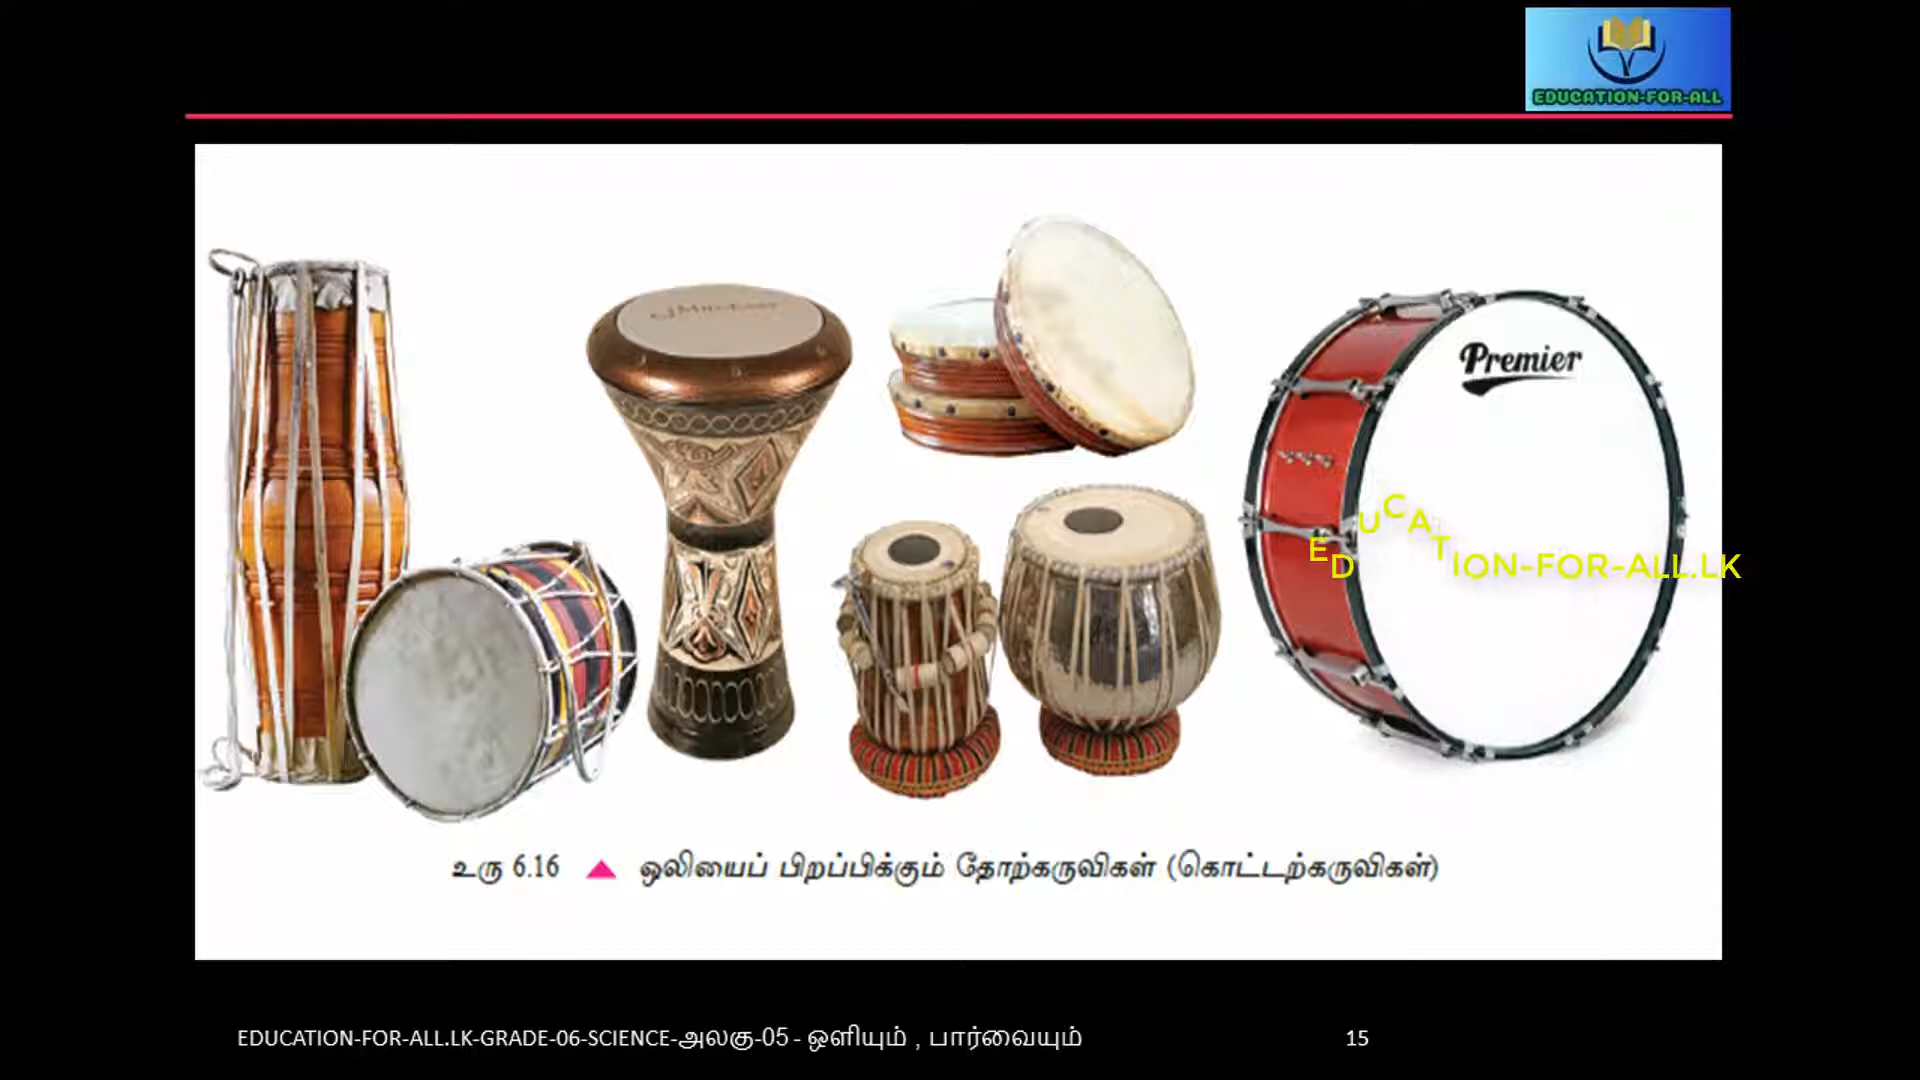 EDUCATION-FOR-ALL
Premier
EDUCATION-FOR-ALL.LK
உரு 6.16 ▲ ஒலியைப் பிறப்பிக்கும் தோற்கருவிகள் (கொட்டற்கருவிகள்)
EDUCATION-FOR-ALL.LK-GRADE-06-SCIENCE-அலகு-05 - ஒளியும் , பார்வையும் 15